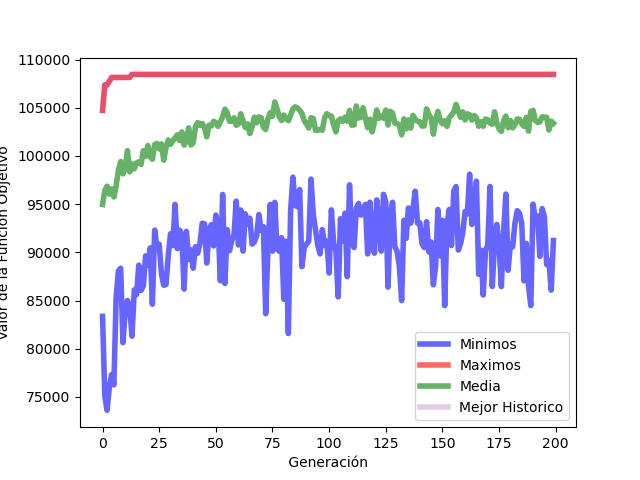 110000
105000
100000
95000
90000
85000
80000
75000
Valor de la Función Objetivo
0 25 50 75 100 125 150 175 200
Generación
Minimos
Maximos
Media
Mejor Historico